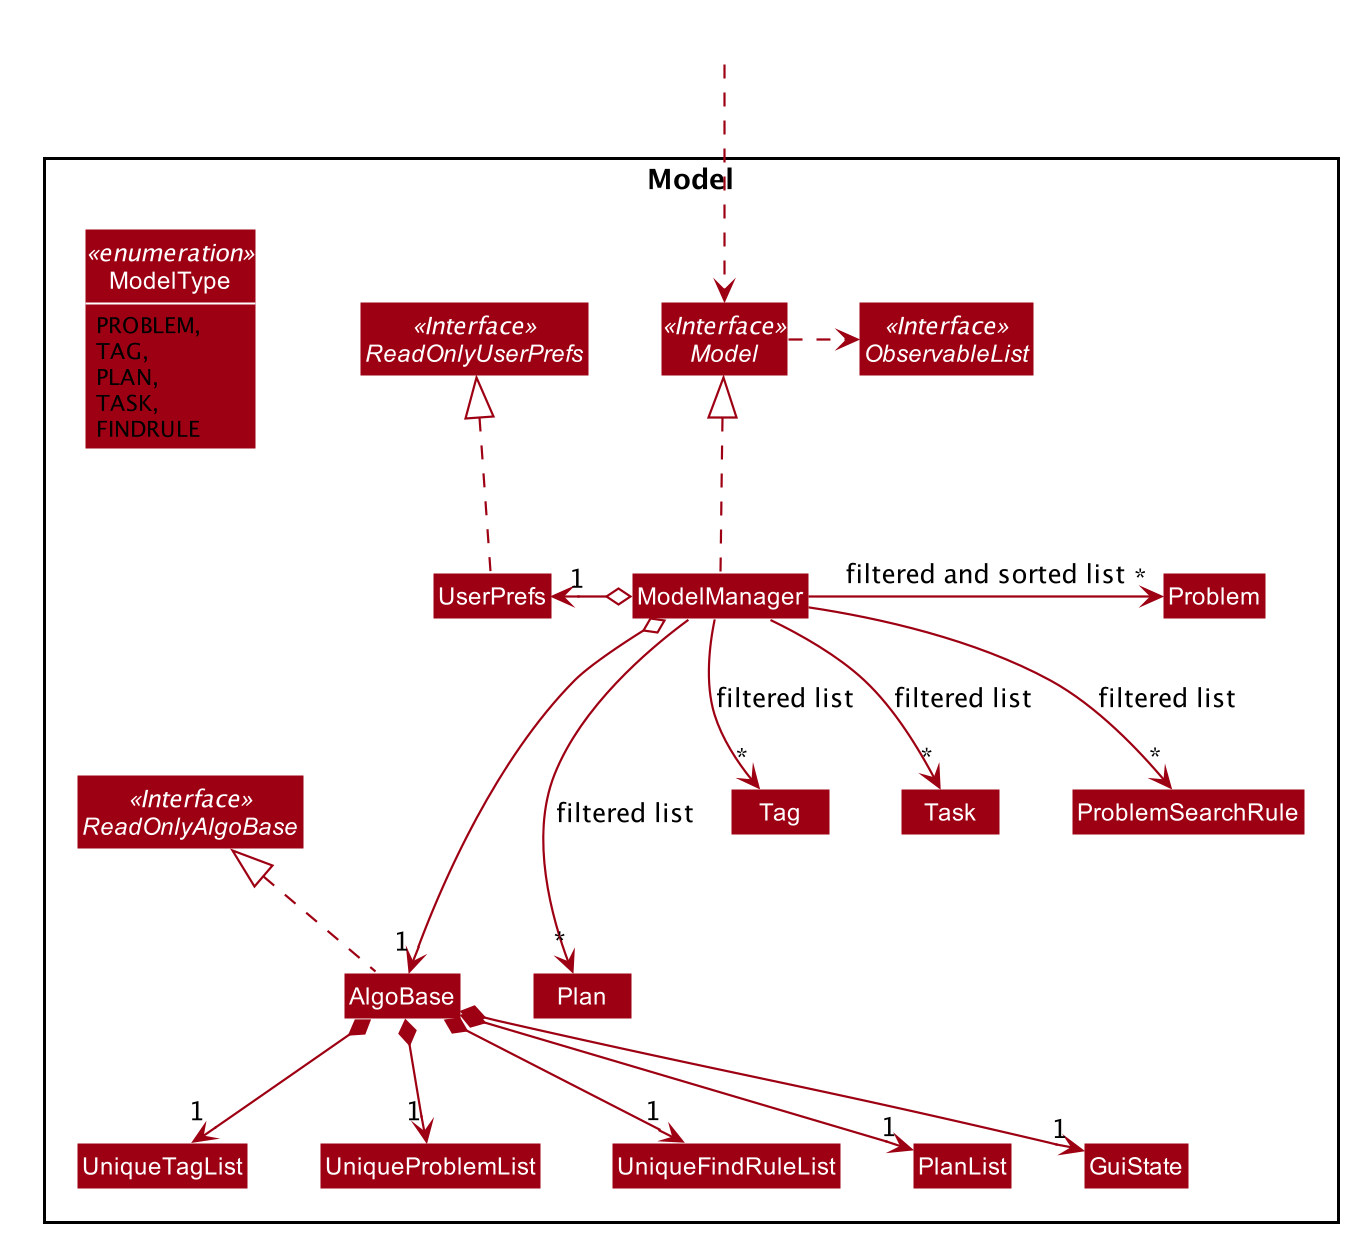 Model
«enumeration»
ModelType
PROBLEM,
TAG,
PLAN,
TASK,
FINDRULE
«Interface»
ReadOnlyUserPrefs
«Interface»
Model
«Interface»
ObservableList
UserPrefs
1
ModelManager
filtered and sorted list *
Problem
filtered list
filtered list
filtered list
*
*
*
«Interface»
ReadOnlyAlgoBase
filtered list
Tag
Task
ProblemSearchRule
1
*
AlgoBase
Plan
1
1
1
1
1
UniqueTagList
UniqueProblemList
UniqueFindRuleList
PlanList
GuiState